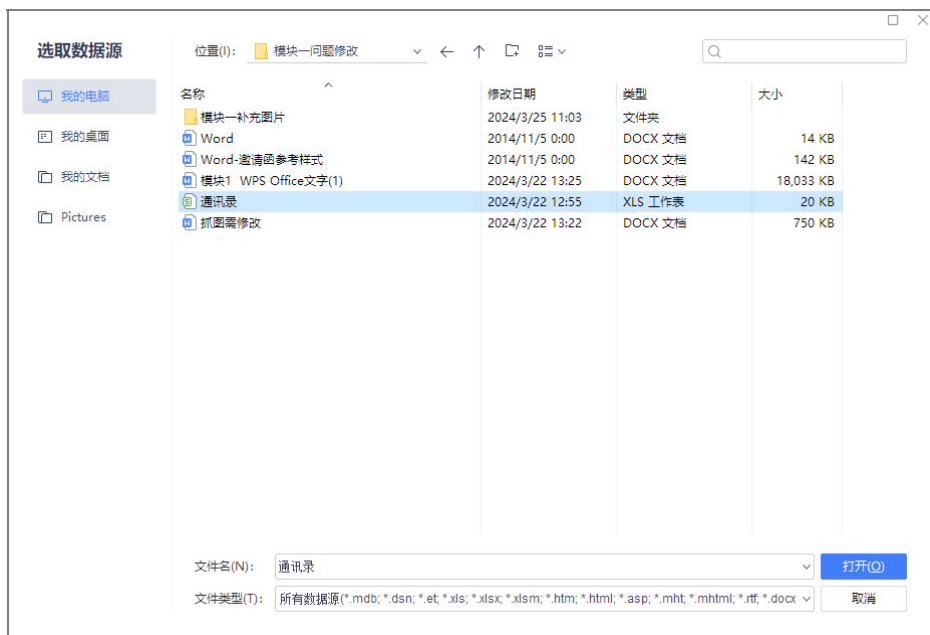 选取数据源
位置(I): 模块一问题修改
我的电脑
我的桌面
我的文档
Pictures
名称 修改日期 类型 大小
模块一补充图片 2024/3/25 11:03 文件夹
Word 2014/11/5 0:00 DOCX 文档 14 KB
Word-邀请函参考样式 2014/11/5 0:00 DOCX 文档 142 KB
模块1 WPS Office文字(1) 2024/3/22 13:25 DOCX 文档 18,033 KB
通讯录 2024/3/22 12:55 XLS 工作表 20 KB
抓图需修改 2024/3/22 13:22 DOCX 文档 750 KB
文件名(N): 通讯录 打开(O)
文件类型(T): 所有数据源(*.mdb; *.dsn; *.et; *.xls; *.xlsx; *.xlsm; *.htm; *.html; *.asp; *.mht; *.mhtml; *.rtf; *.docx 取消